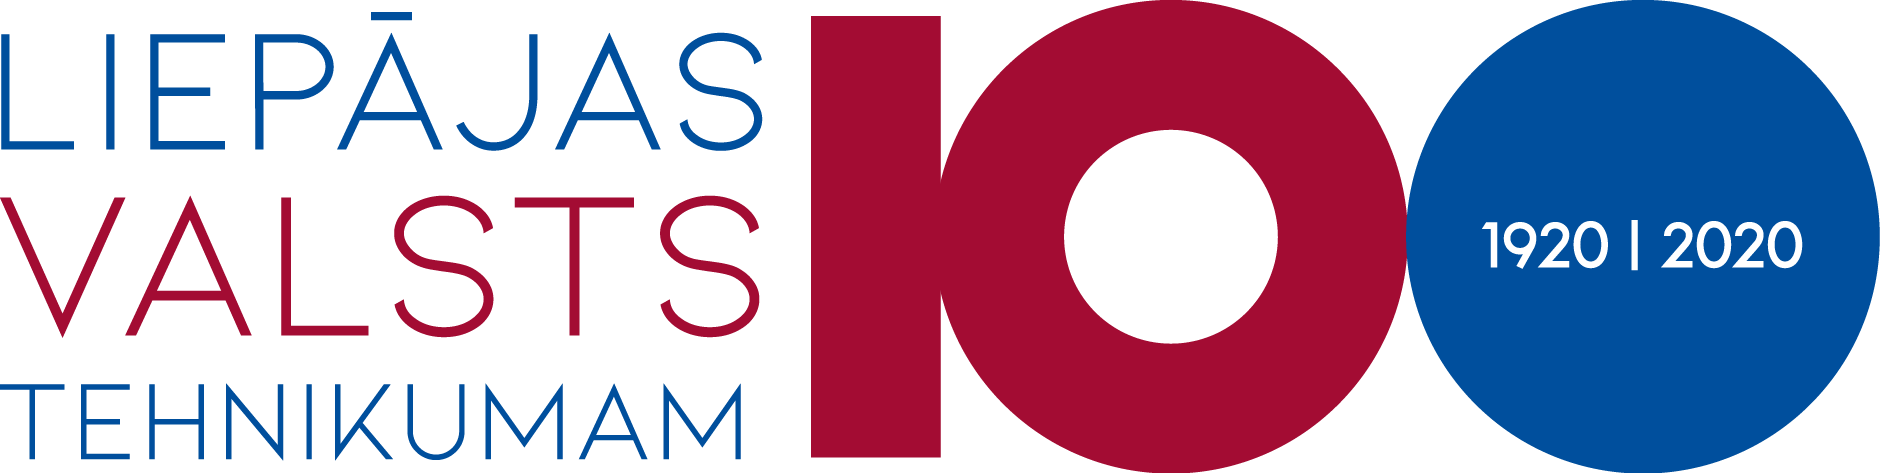 LIEPĀJAS
VALSTS
TEHNIKUMAM
100
1920 | 2020